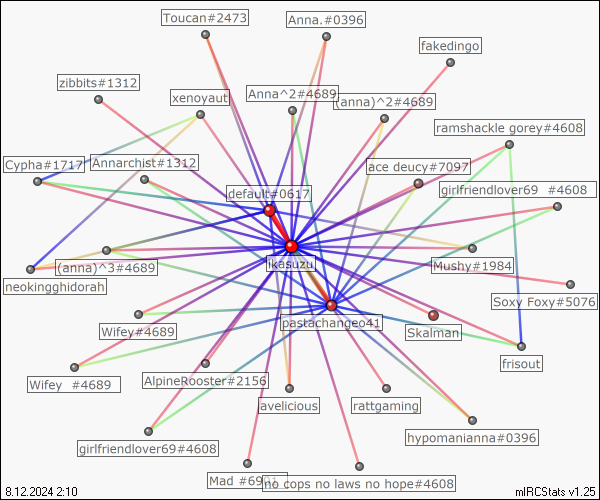 Toucan#2473
Anna.#0396
fakedingo
zibbits#1312
xenoyaut
Anna^2#4689
(anna)^2#4689
ramshackle gorey#4608
Cypha#1717
Annarchist#1312
ace deucy#7097
default#0617
girlfriendlover69 #4608
ikasuzu
Mushy#1984
(anna)^3#4689
neokingghidorah
Soxy Foxy#5076
pastachange041
Wifey#4689
Skalman
frisout
Wifey #4689
AlpineRooster#2156
avelicious
rattgaming
hypomanianna#0396
girlfriendlover69#4608
Mad
no cops no laws no hope#4608
8.12.2024 2:10
mIRCStats v1.25